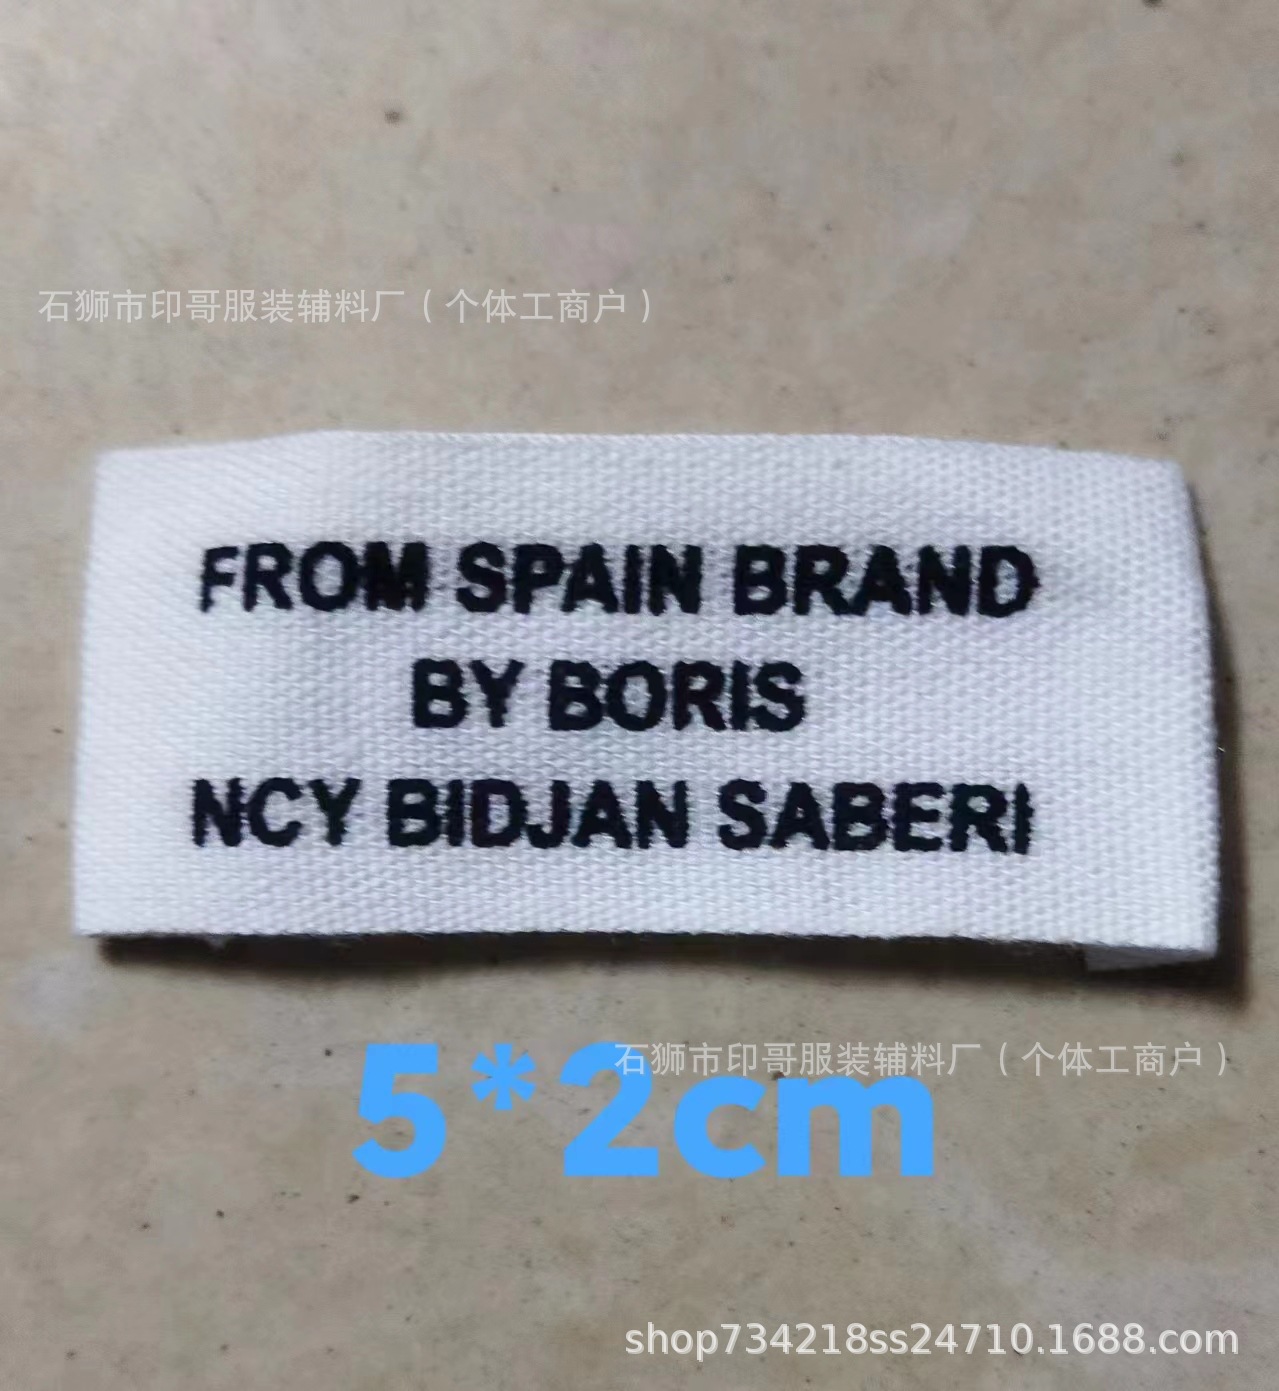 石狮市印哥服装辅料厂（个体工商户）
FROM SPAIN BRAND
BY BORIS
NCY BIDJAN SABERI
石狮市印哥服装辅料厂（个体工商户）
5*2cm
shop734218ss24710.1688.com